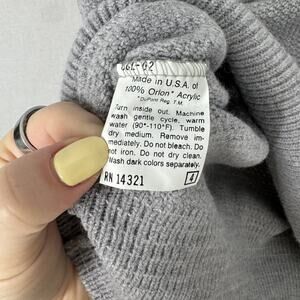 Made in U.S.A. of
100% Orlon* Acrylic
*DuPont Reg. T.M.
Turn inside out. Machine
wash gentle cycle, warm
water (90°-110°F). Tumble
dry medium. Remove im-
mediately. Do not bleach. Do
not iron. Do not dry clean.
Wash dark colors separately.
RN 14321 4